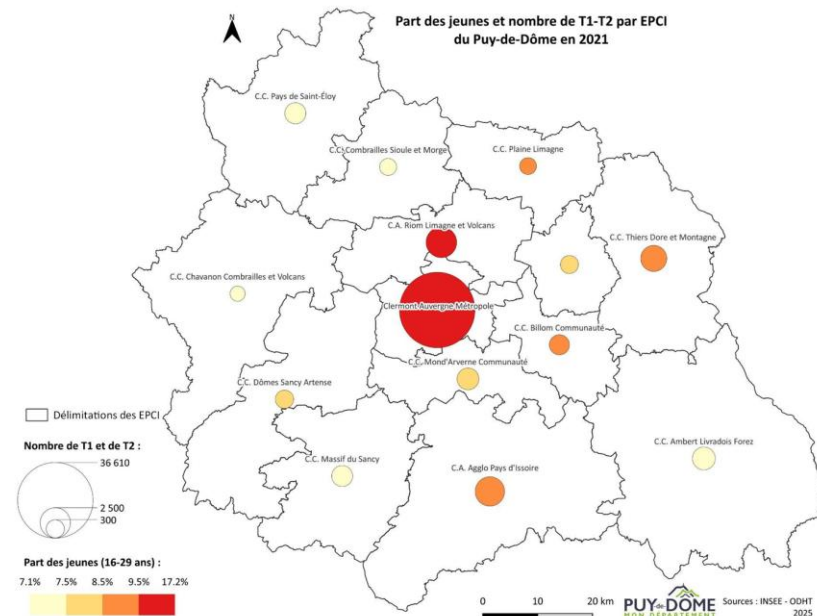 N
Part des jeunes et nombre de T1-T2 par EPCI
du Puy-de-Dôme en 2021
C.C. Pays de Saint-Éloy
C.C. Combrailles Sioule et Morge
C.C. Plaine Limagne
C.A. Riom Limagne et Volcans
C.C. Thiers Dore et Montagne
C.C. Chavanon Combrailles et Volcans
Clermont Auvergne Métropole
C.C. Billom Communauté
C.C. Mond'Arverne Communauté
C.C. Dômes Sancy Artense
C.C. Massif du Sancy
C.A. Agglo Pays d'Issoire
C.C. Ambert Livradois Forez
Délimitations des EPCI
Nombre de T1 et de T2 :
36 610
2 500
300
Part des jeunes (16-29 ans) :
7.1% 7.5% 8.5% 9.5% 17.2%
0 10 20 km
PUY-de-DÔME
MON DÉPARTEMENT
Sources : INSEE - ODHT
2025